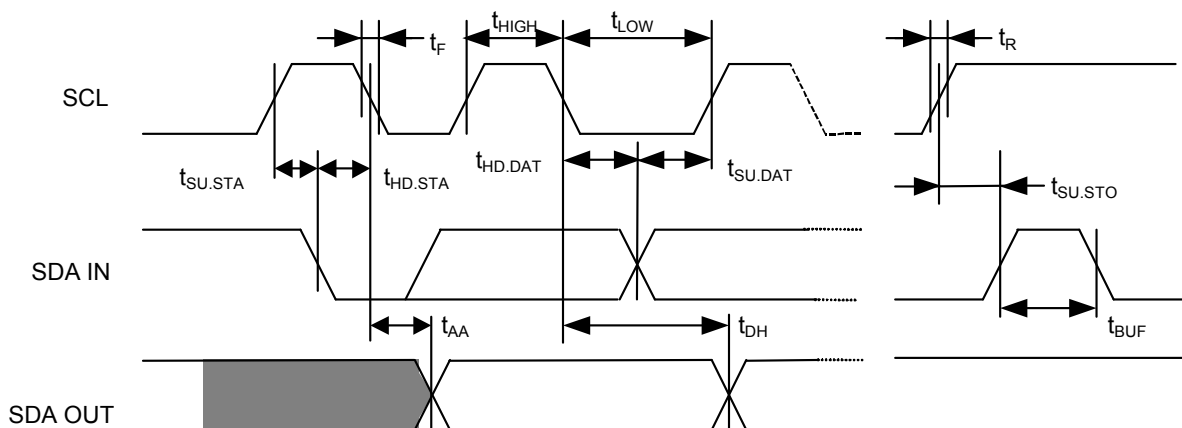 tHIGH tLOW
tF tR
SCL
tSU.STA tHD.STA tHD.DAT tSU.DAT tSU.STO
SDA IN
tAA tDH tBUF
SDA OUT